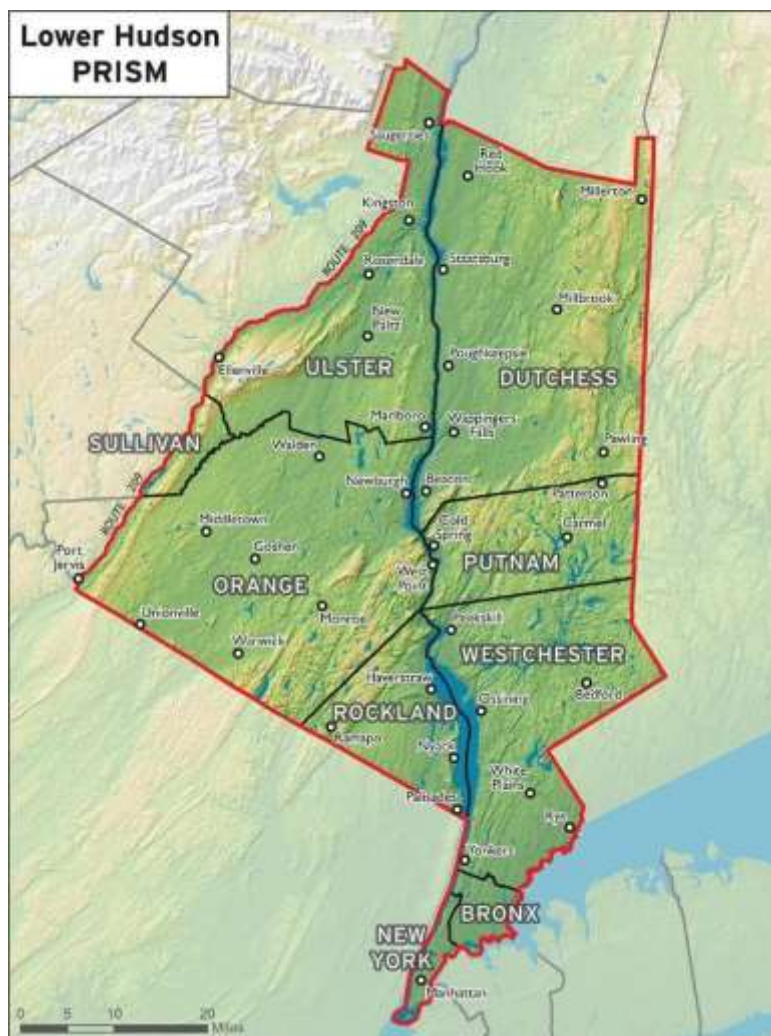 Lower Hudson
PRISM
Saugerties
Red
Hook
Millerton
Kingston
ROUTE 209
Rosendale
Staatsburg
New
Paltz
Millbrook
Ellenville
ULSTER
Poughkeepsie
DUTCHESS
Marlboro
Wappingers
Falls
SULLIVAN
Walden
Pawling
Newburgh
Beacon
Patterson
ROUTE 209
Middletown
Cold
Spring
Carmel
Goshen
Port
Jervis
West
Point
PUTNAM
ORANGE
Unionville
Monroe
Peekskill
Warwick
WESTCHESTER
Haverstraw
Bedford
ROCKLAND
Ossining
Ramapo
Nyack
White
Plains
Palisades
Rye
Yonkers
BRONX
NEW
YORK
Manhattan
0 5 10 20
Miles